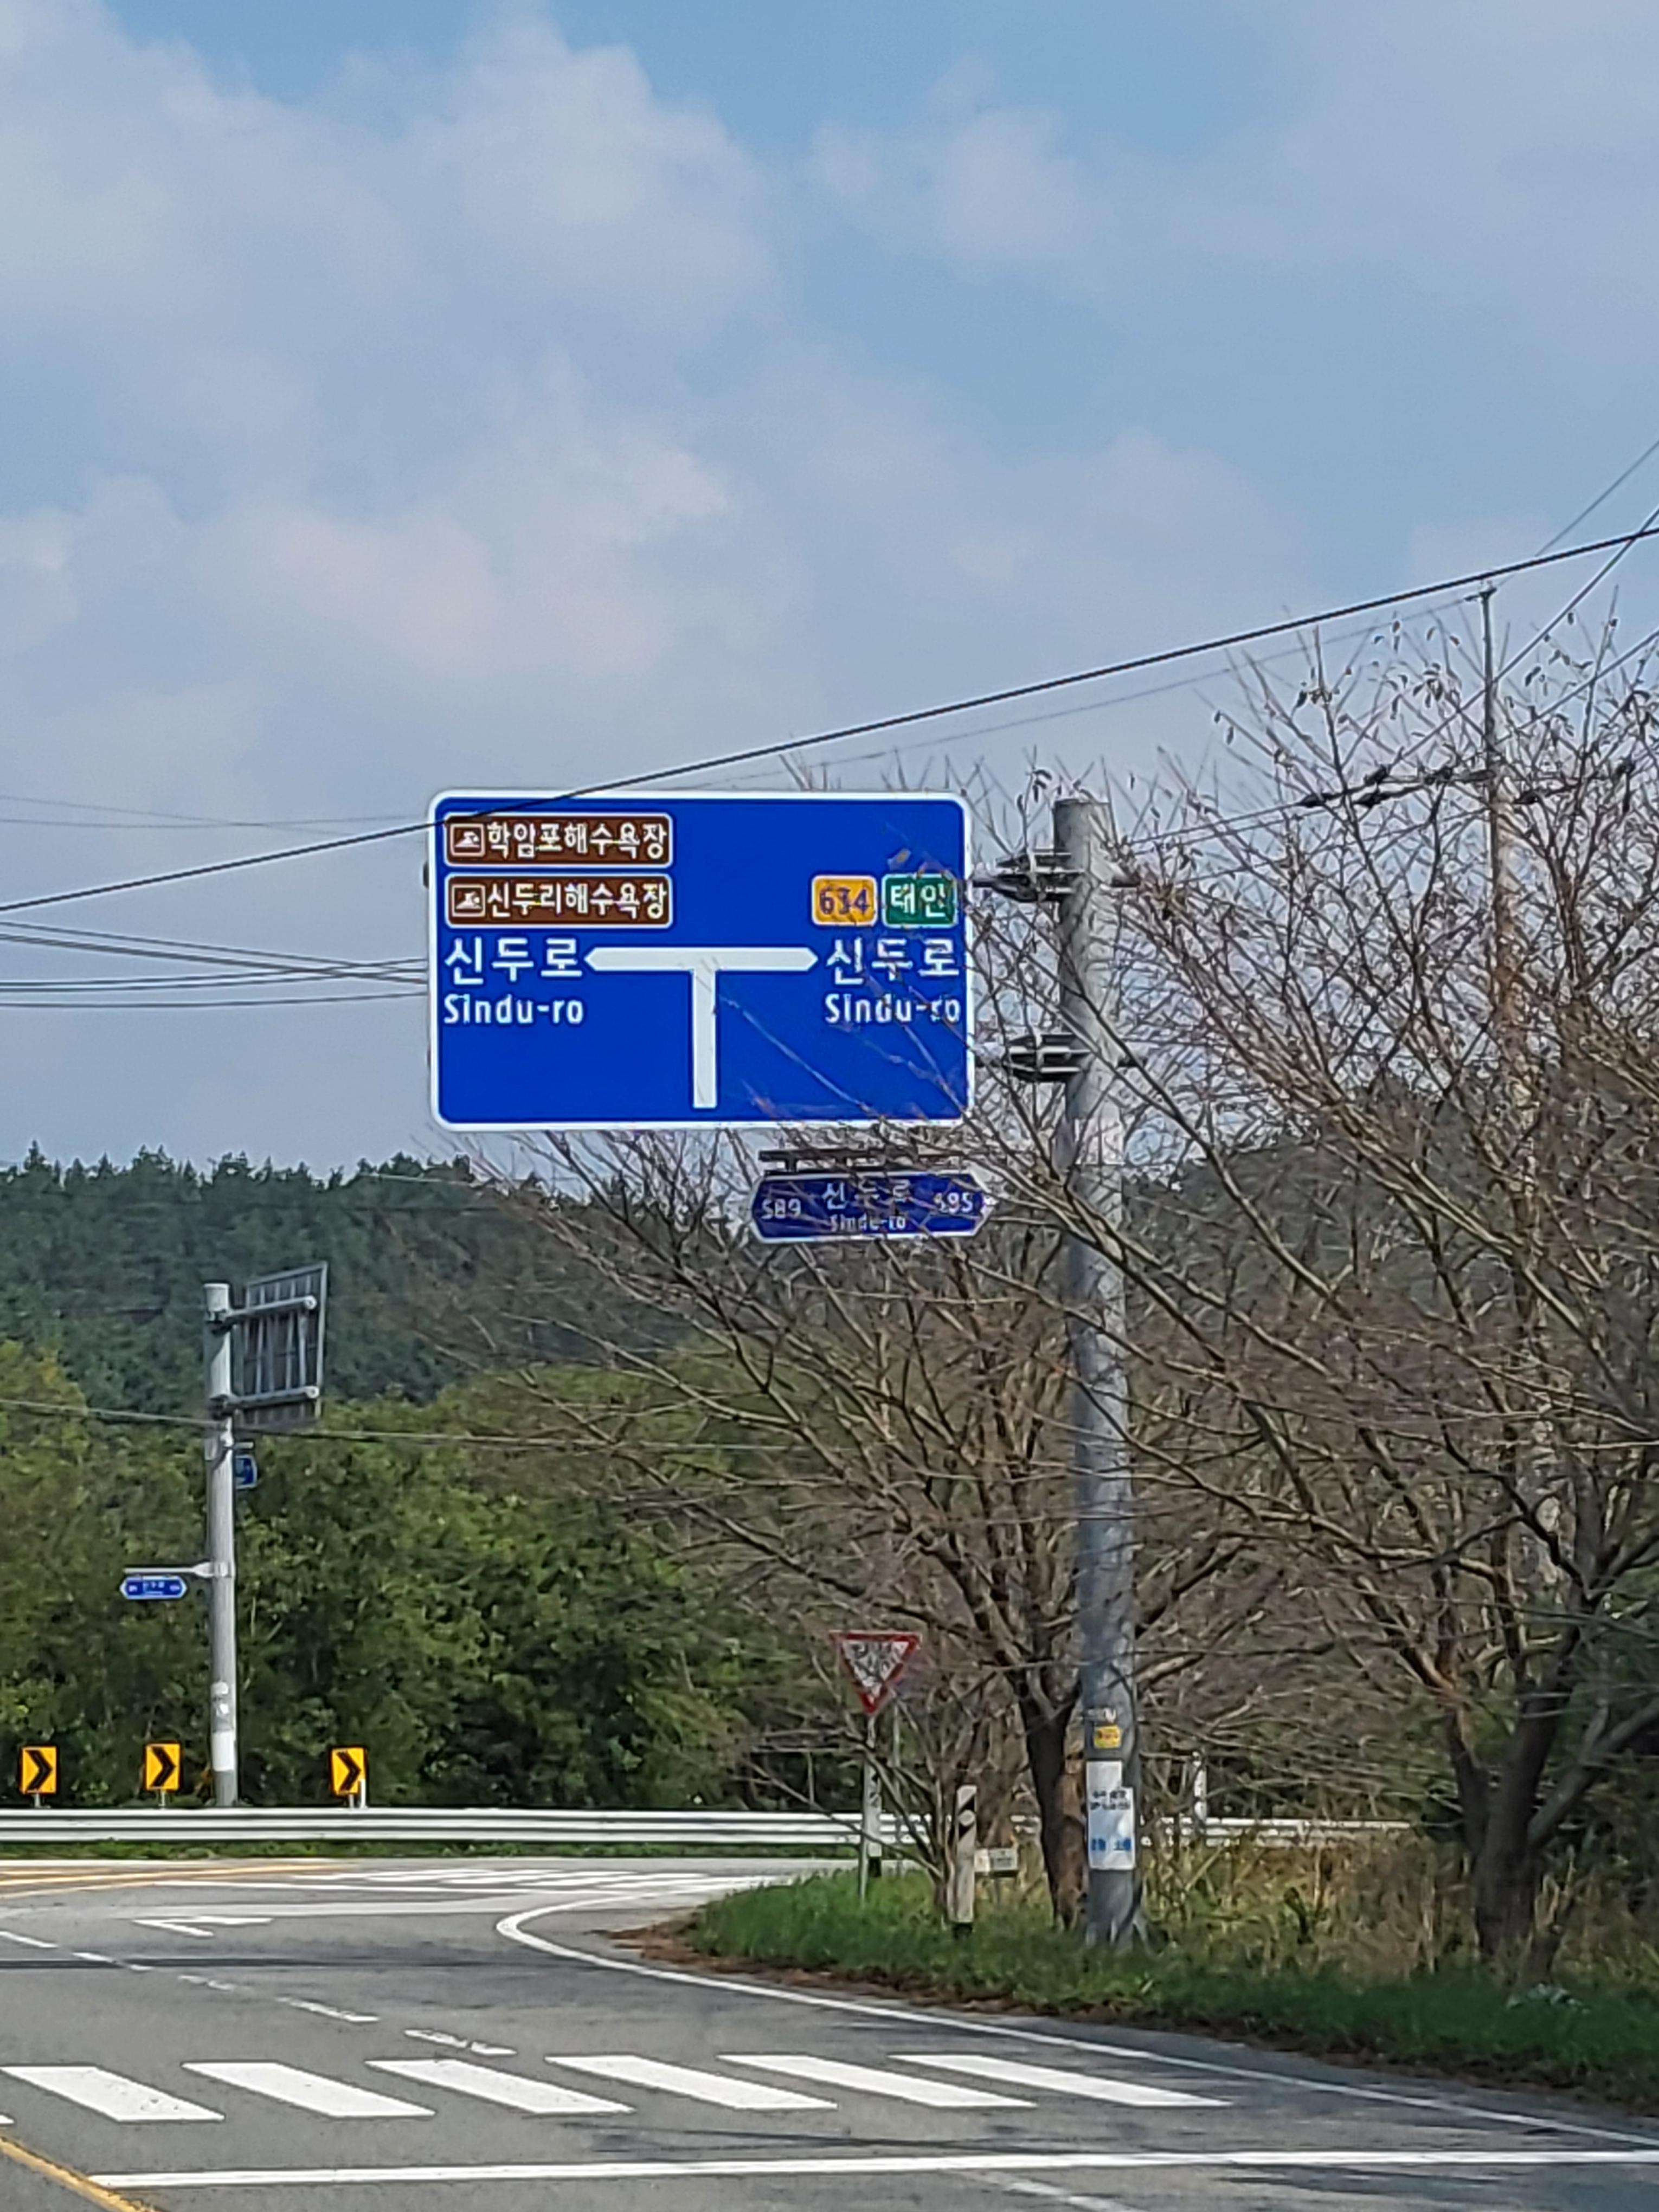 학암포해수욕장
신두리해수욕장
634 태안
신두로 신두로
Sindu-ro Sindu-ro
589 신두로 595
Sindu-ro